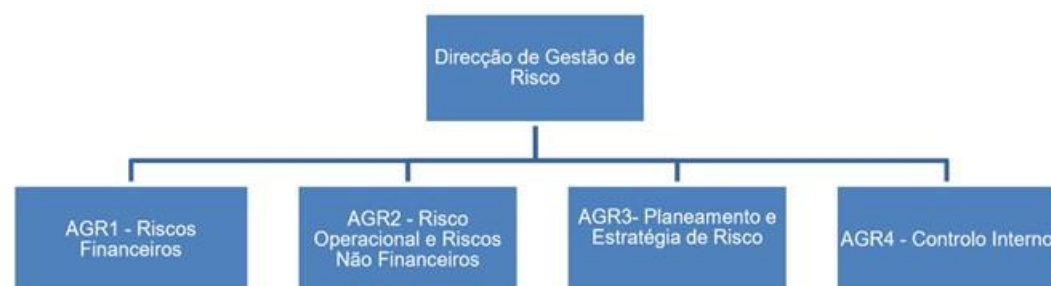 Direcção de Gestão de
Risco
AGR1 - Riscos
Financeiros
AGR2 - Risco
Operacional e Riscos
Não Financeiros
AGR3- Planeamento e
Estratégia de Risco
AGR4 - Controlo Interno